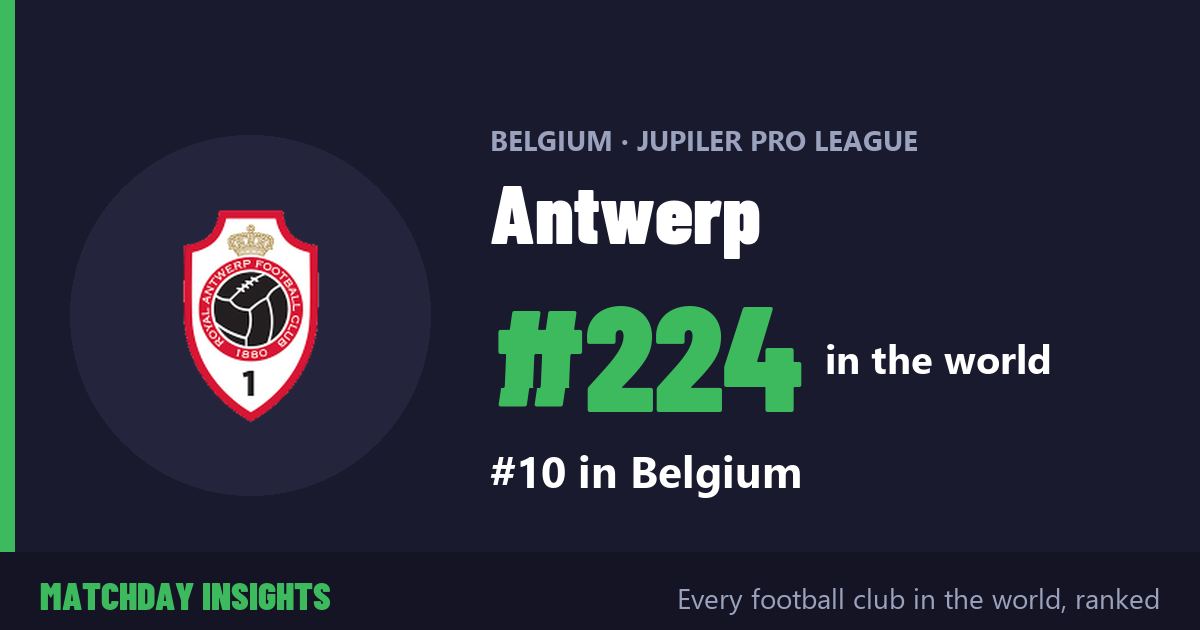 BELGIUM · JUPILER PRO LEAGUE
Antwerp
#224 in the world
#10 in Belgium
ROYAL ANTWERP FOOTBALL CLUB
1880
1
MATCHDAY INSIGHTS
Every football club in the world, ranked